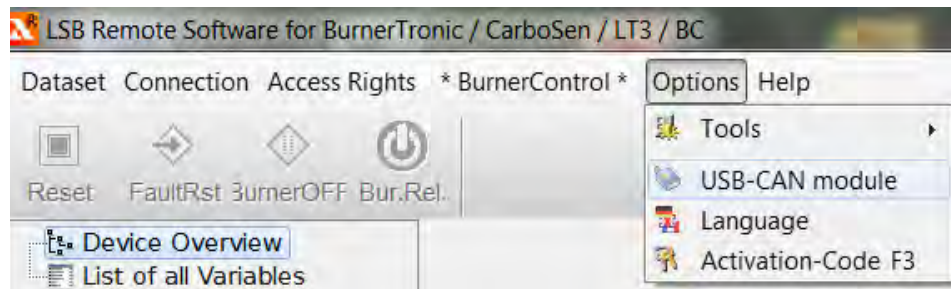 LSB Remote Software for BurnerTronic / CarboSen / LT3 / BC
Dataset Connection Access Rights * BurnerControl * Options Help
Tools
Reset FaultRst BurnerOFF Bur.Rel.
USB-CAN module
Language
Device Overview
Activation-Code F3
List of all Variables